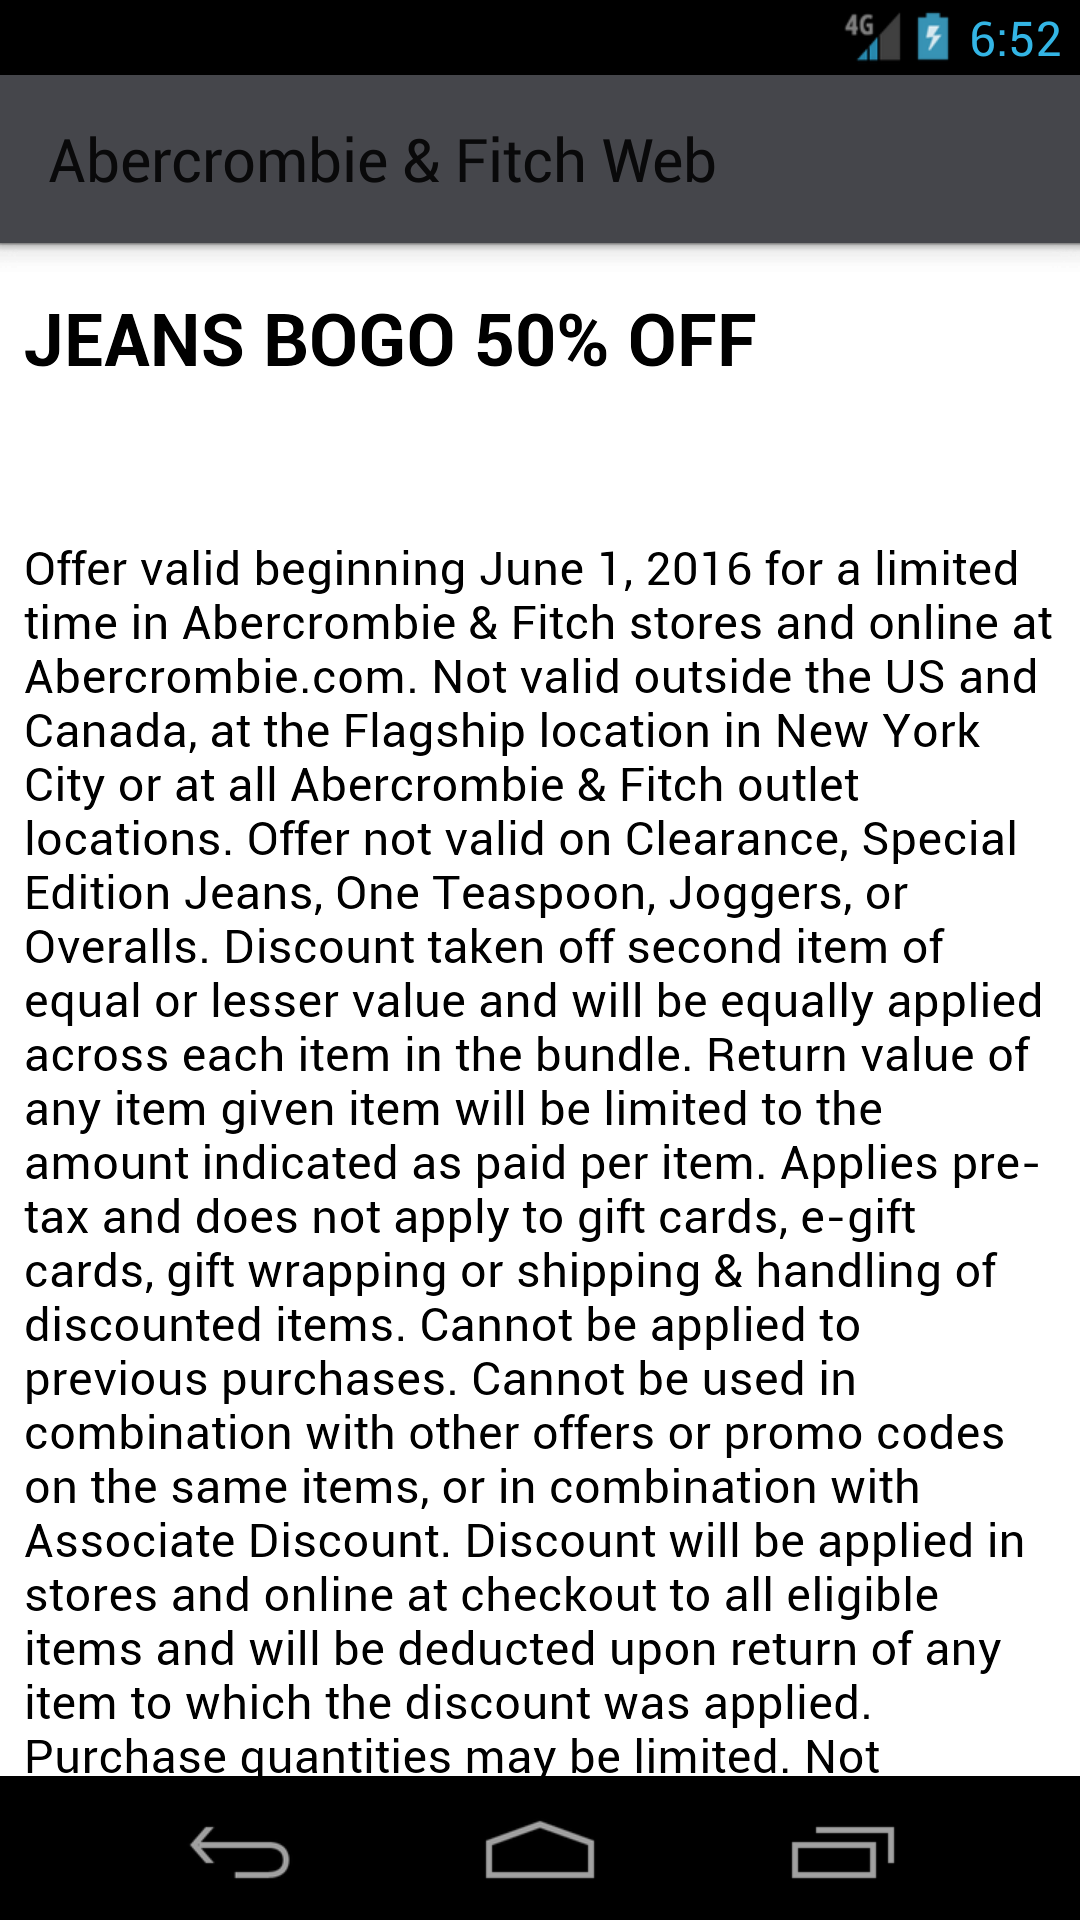 4G 6:52
Abercrombie & Fitch Web
JEANS BOGO 50% OFF
Offer valid beginning June 1, 2016 for a limited
time in Abercrombie & Fitch stores and online at
Abercrombie.com. Not valid outside the US and
Canada, at the Flagship location in New York
City or at all Abercrombie & Fitch outlet
locations. Offer not valid on Clearance, Special
Edition Jeans, One Teaspoon, Joggers, or
Overalls. Discount taken off second item of
equal or lesser value and will be equally applied
across each item in the bundle. Return value of
any item given item will be limited to the
amount indicated as paid per item. Applies pre-
tax and does not apply to gift cards, e-gift
cards, gift wrapping or shipping & handling of
discounted items. Cannot be applied to
previous purchases. Cannot be used in
combination with other offers or promo codes
on the same items, or in combination with
Associate Discount. Discount will be applied in
stores and online at checkout to all eligible
items and will be deducted upon return of any
item to which the discount was applied.
Purchase quantities may be limited. Not